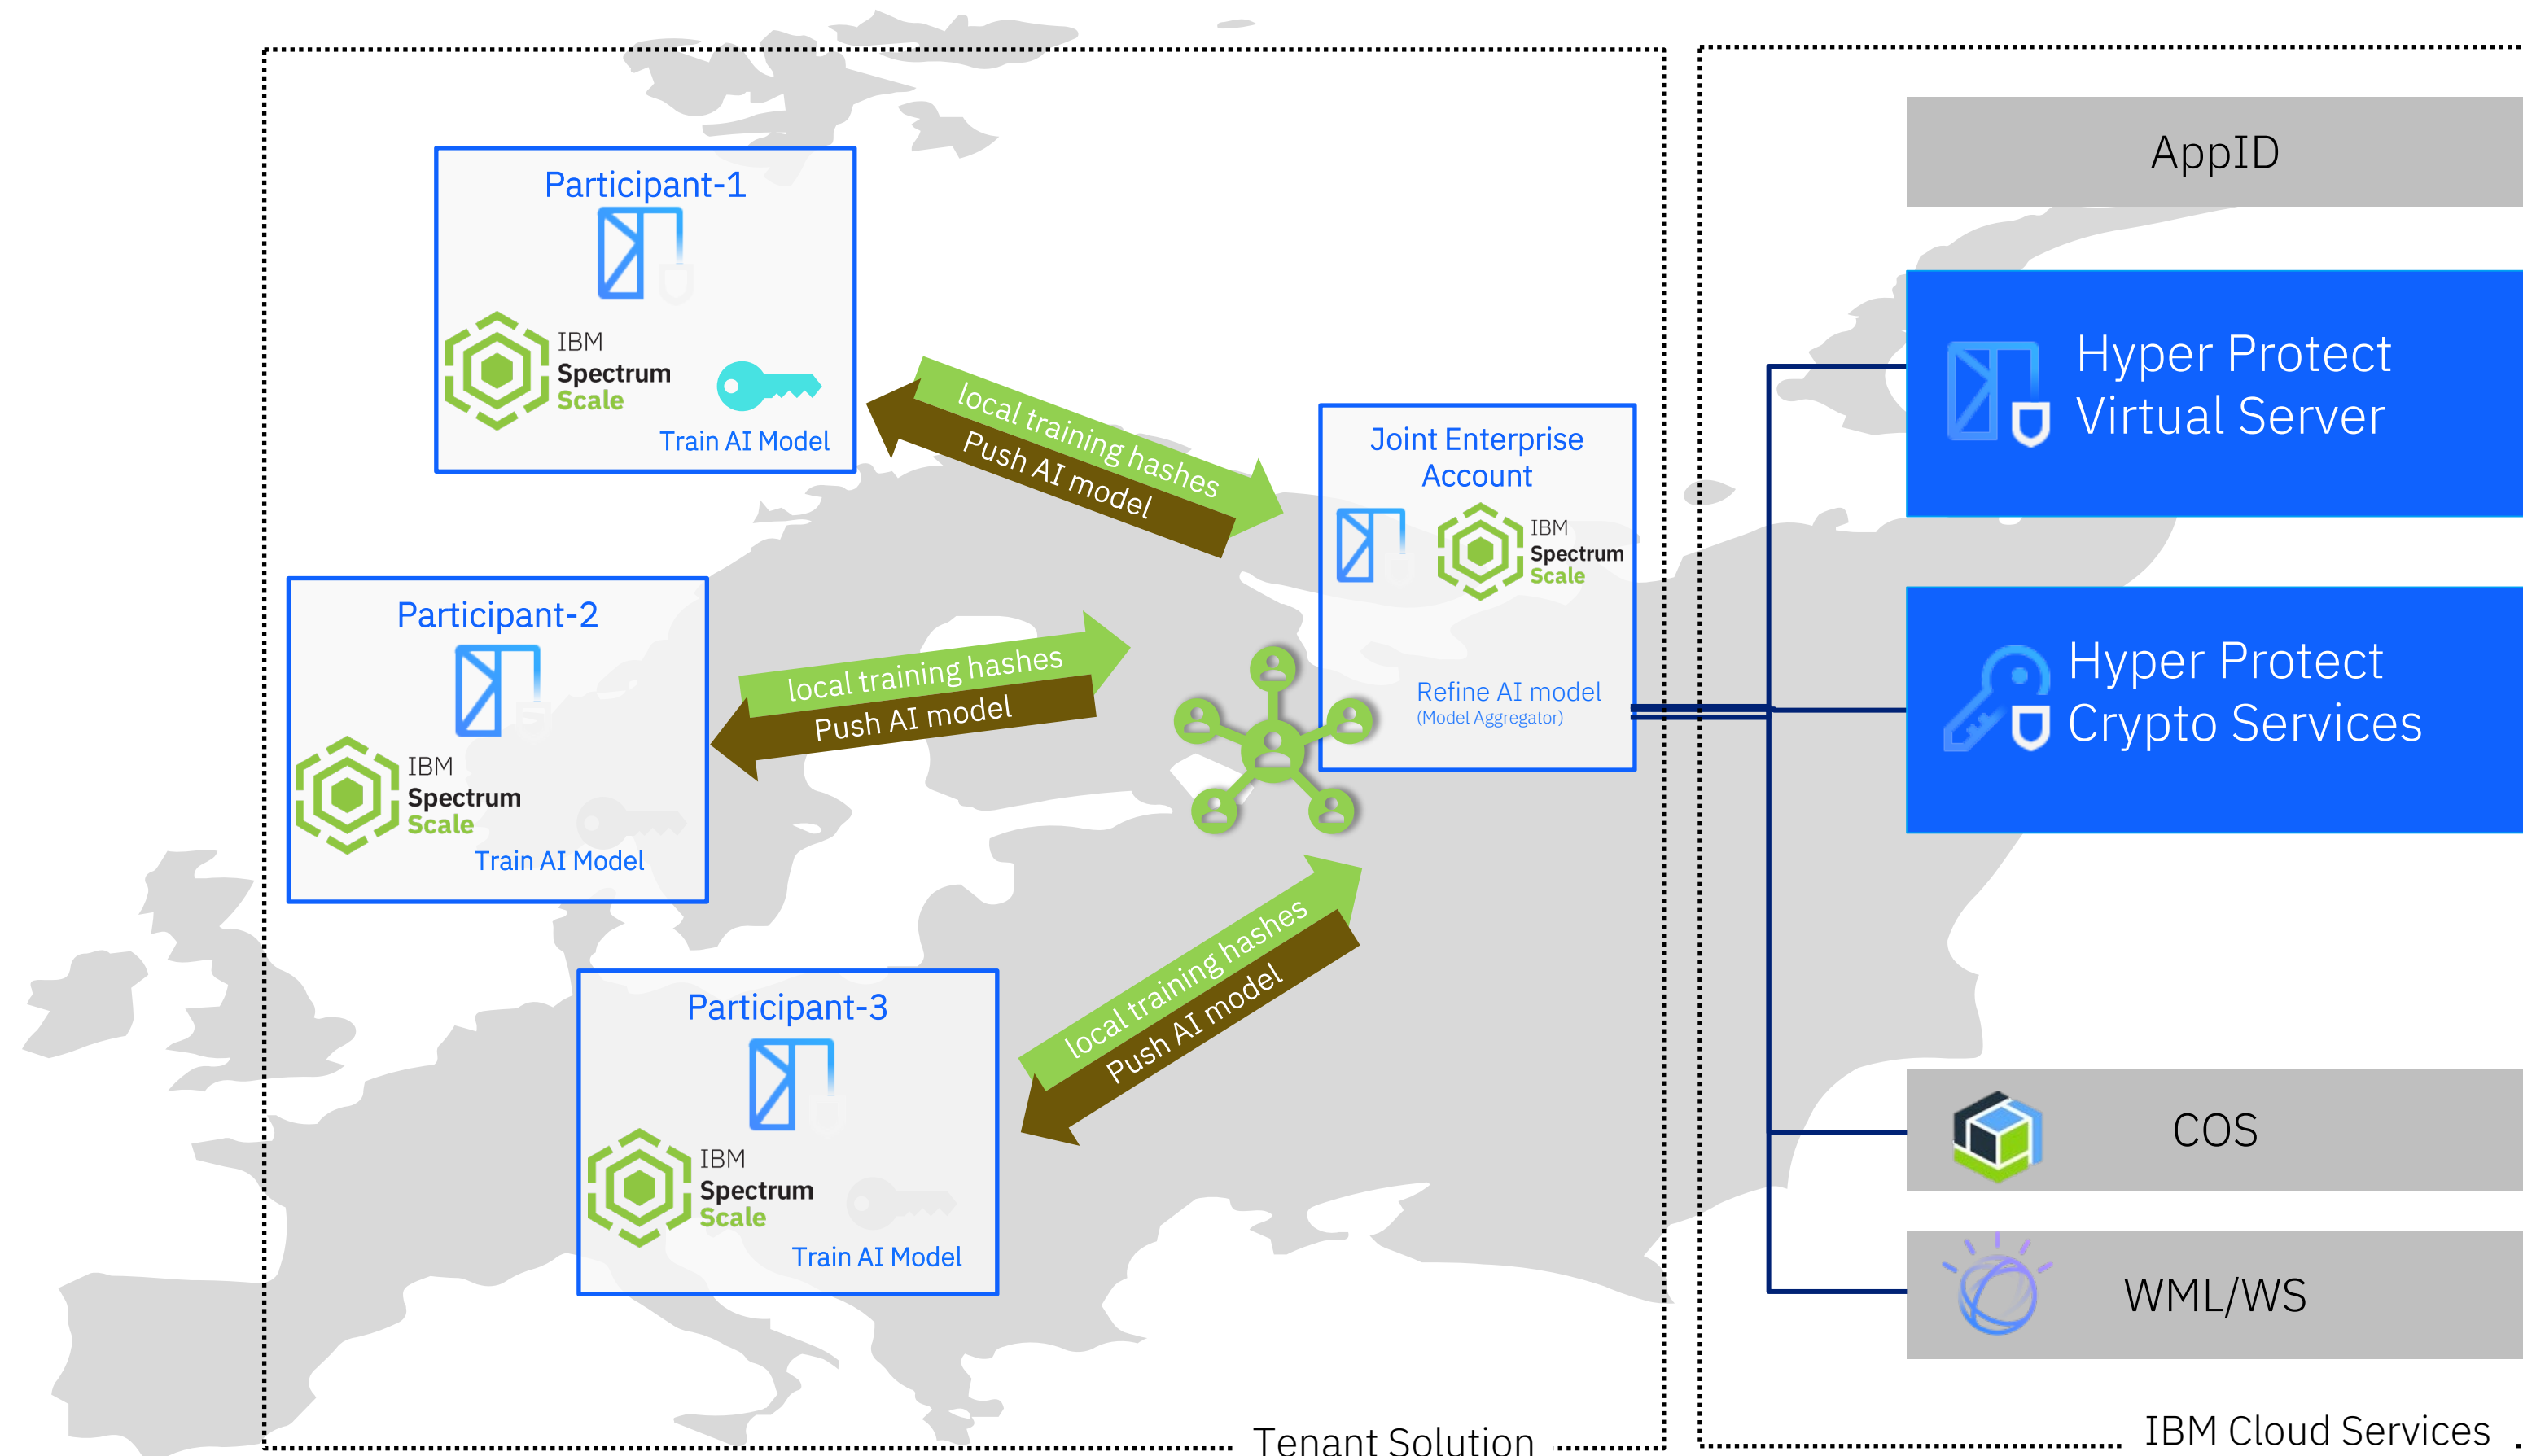 Participant-1
IBM
Spectrum
Scale
Train AI Model
local training hashes
Push AI model
Participant-2
IBM
Spectrum
Scale
Train AI Model
local training hashes
Push AI model
Participant-3
IBM
Spectrum
Scale
Train AI Model
local training hashes
Push AI model
Joint Enterprise
Account
IBM
Spectrum
Scale
Refine AI model
(Model Aggregator)
Tenant Solution
AppID
Hyper Protect
Virtual Server
Hyper Protect
Crypto Services
COS
WML/WS
IBM Cloud Services